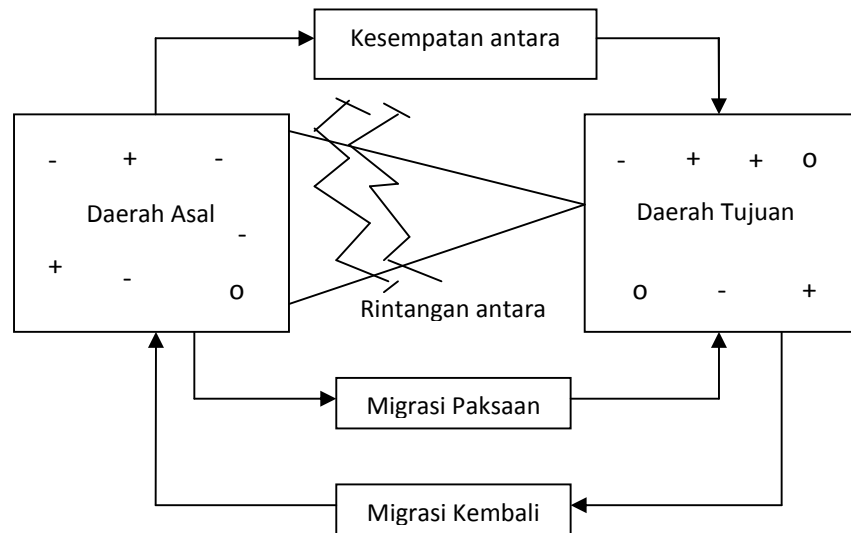 Kesempatan antara
- + -
- + + o
Daerah Asal
Daerah Tujuan
-
+
-
o
o - +
Rintangan antara
Migrasi Paksaan
Migrasi Kembali